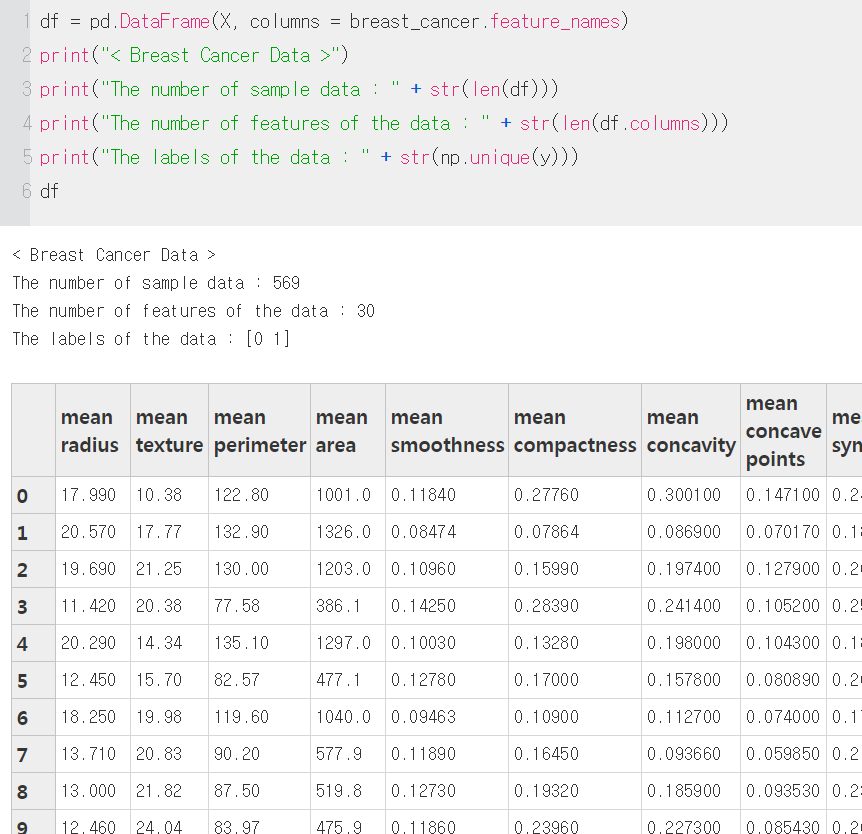 1 df = pd.DataFrame(X, columns = breast_cancer.feature_names)
2 print("< Breast Cancer Data >")
3 print("The number of sample data : " + str(len(df)))
4 print("The number of features of the data : " + str(len(df.columns)))
5 print("The labels of the data : " + str(np.unique(y)))
6 df
< Breast Cancer Data >
The number of sample data : 569
The number of features of the data : 30
The labels of the data : [0 1]
mean radius mean texture mean perimeter mean area mean smoothness mean compactness mean concavity mean concave points
0 17.990 10.38 122.80 1001.0 0.11840 0.27760 0.300100 0.147100
1 20.570 17.77 132.90 1326.0 0.08474 0.07864 0.086900 0.070170
2 19.690 21.25 130.00 1203.0 0.10960 0.15990 0.197400 0.127900
3 11.420 20.38 77.58 386.1 0.14250 0.28390 0.241400 0.105200
4 20.290 14.34 135.10 1297.0 0.10030 0.13280 0.198000 0.104300
5 12.450 15.70 82.57 477.1 0.12780 0.17000 0.157800 0.080890
6 18.250 19.98 119.60 1040.0 0.09463 0.10900 0.112700 0.074000
7 13.710 20.83 90.20 577.9 0.11890 0.16450 0.093660 0.059850
8 13.000 21.82 87.50 519.8 0.12730 0.19320 0.185900 0.093530
9 12.460 24.04 83.97 475.9 0.11860 0.23960 0.227300 0.085430